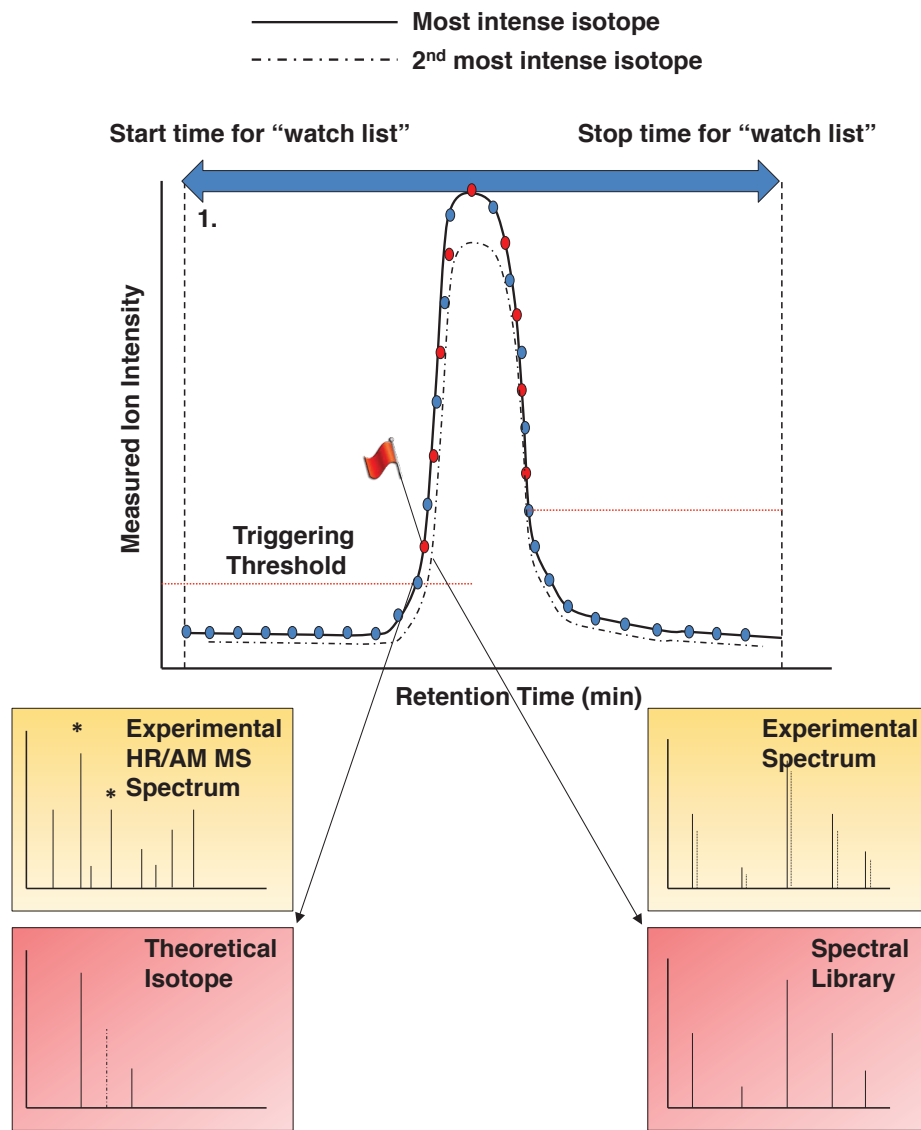 Most intense isotope
2nd most intense isotope
Start time for “watch list”
Stop time for “watch list”
1.
Measured Ion Intensity
Triggering
Threshold
Retention Time (min)
*
Experimental
HR/AM MS
Spectrum
*
Experimental
Spectrum
Theoretical
Isotope
Spectral
Library